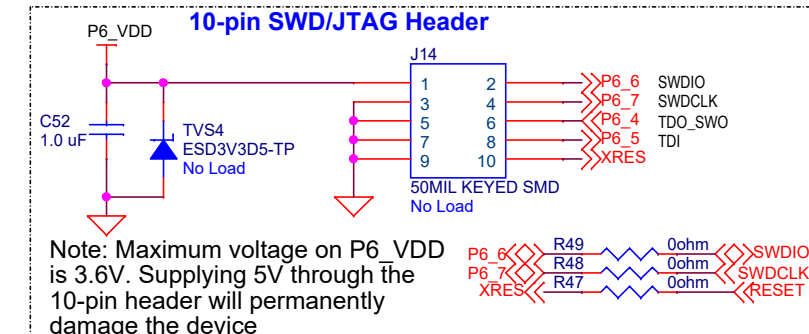 10-pin SWD/JTAG Header
P6_VDD
J14
1 2 P6_6 SWDIO
3 4 P6_7 SWDCLK
5 6 P6_4 TDO_SWO
7 8 P6_5 TDI
9 10 XRES
C52
1.0 uF
TVS4
ESD3V3D5-TP
No Load
50MIL KEYED SMD
No Load
Note: Maximum voltage on P6_VDD
is 3.6V. Supplying 5V through the
10-pin header will permanently
damage the device
P6_6 R49 0ohm SWDIO
P6_7 R48 0ohm SWDCLK
XRES R47 0ohm RESET